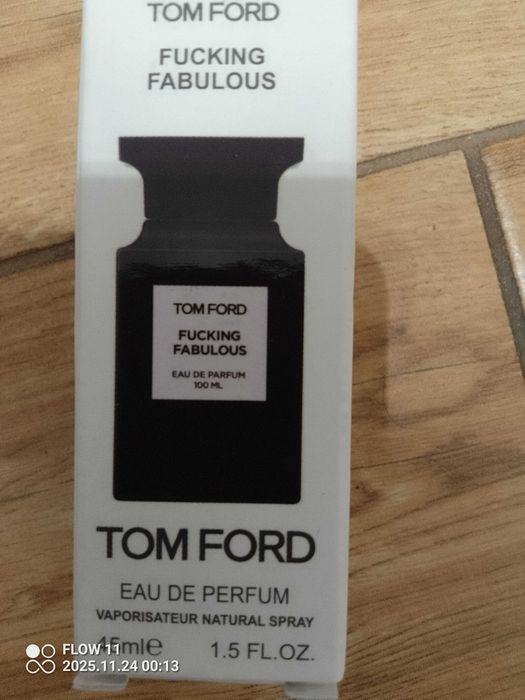 TOM FORD
FUCKING
FABULOUS
TOM FORD
FUCKING
FABULOUS
EAU DE PARFUM
100 ML
TOM FORD
EAU DE PERFUM
VAPORISATEUR NATURAL SPRAY
45ml℮ 1.5 FL.OZ.
FLOW 11
2025.11.24 00:13